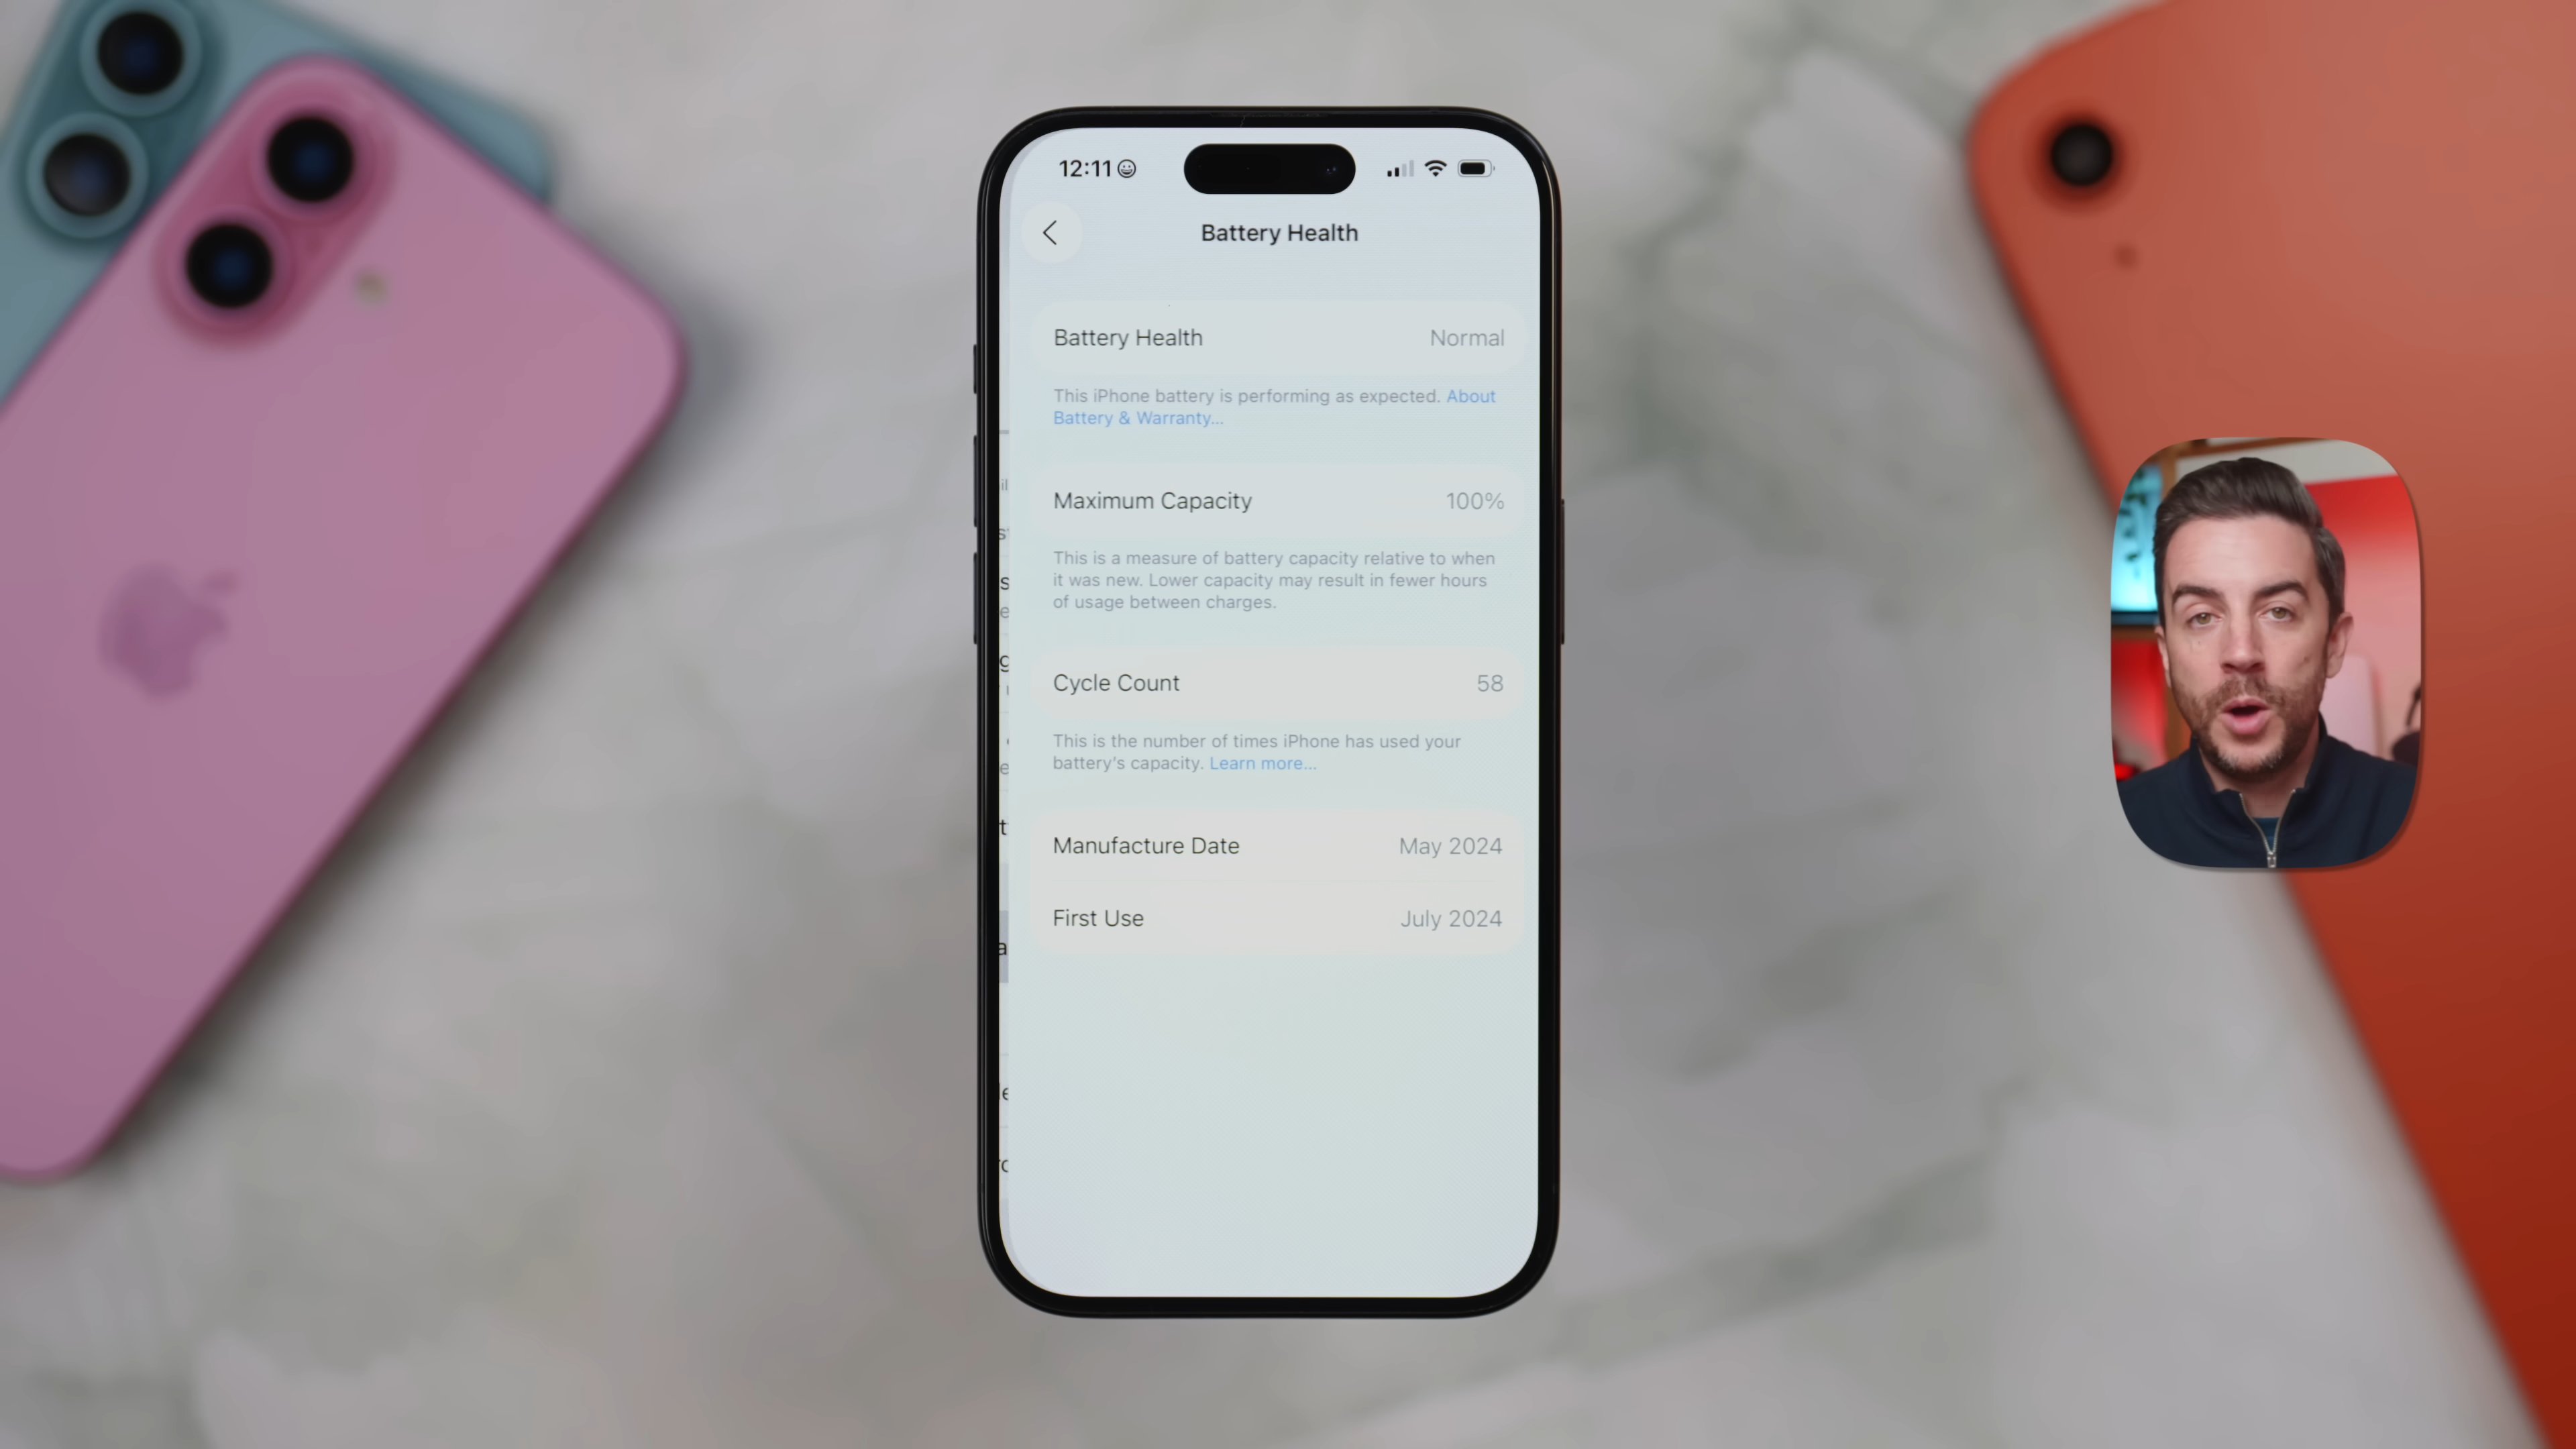 12:11
Battery Health
Battery Health Normal
This iPhone battery is performing as expected. About
Battery & Warranty...
Maximum Capacity 100%
This is a measure of battery capacity relative to when
it was new. Lower capacity may result in fewer hours
of usage between charges.
Cycle Count 58
This is the number of times iPhone has used your
battery's capacity. Learn more...
Manufacture Date May 2024
First Use July 2024